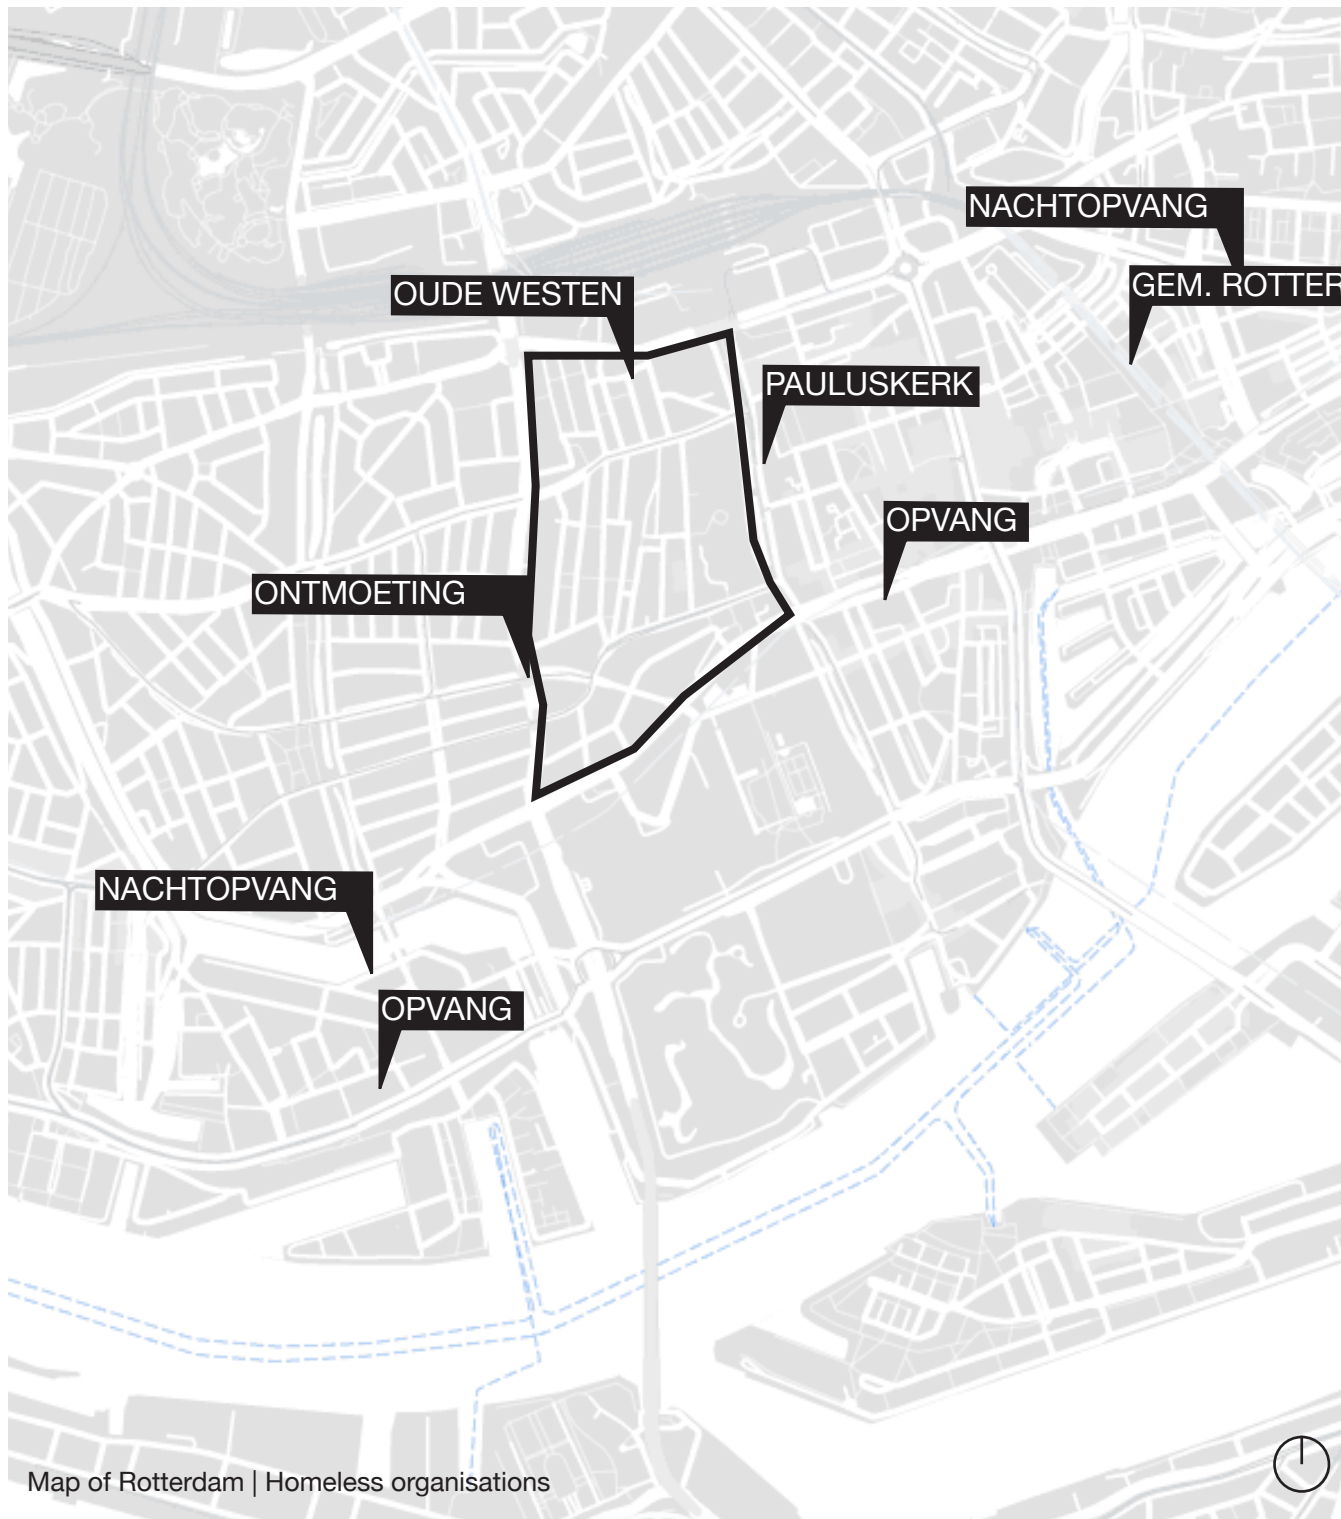 NACHTOPVANG
GEM. ROTTER
OUDE WESTEN
PAULUSKERK
OPVANG
ONTMOETING
NACHTOPVANG
OPVANG
Map of Rotterdam | Homeless organisations